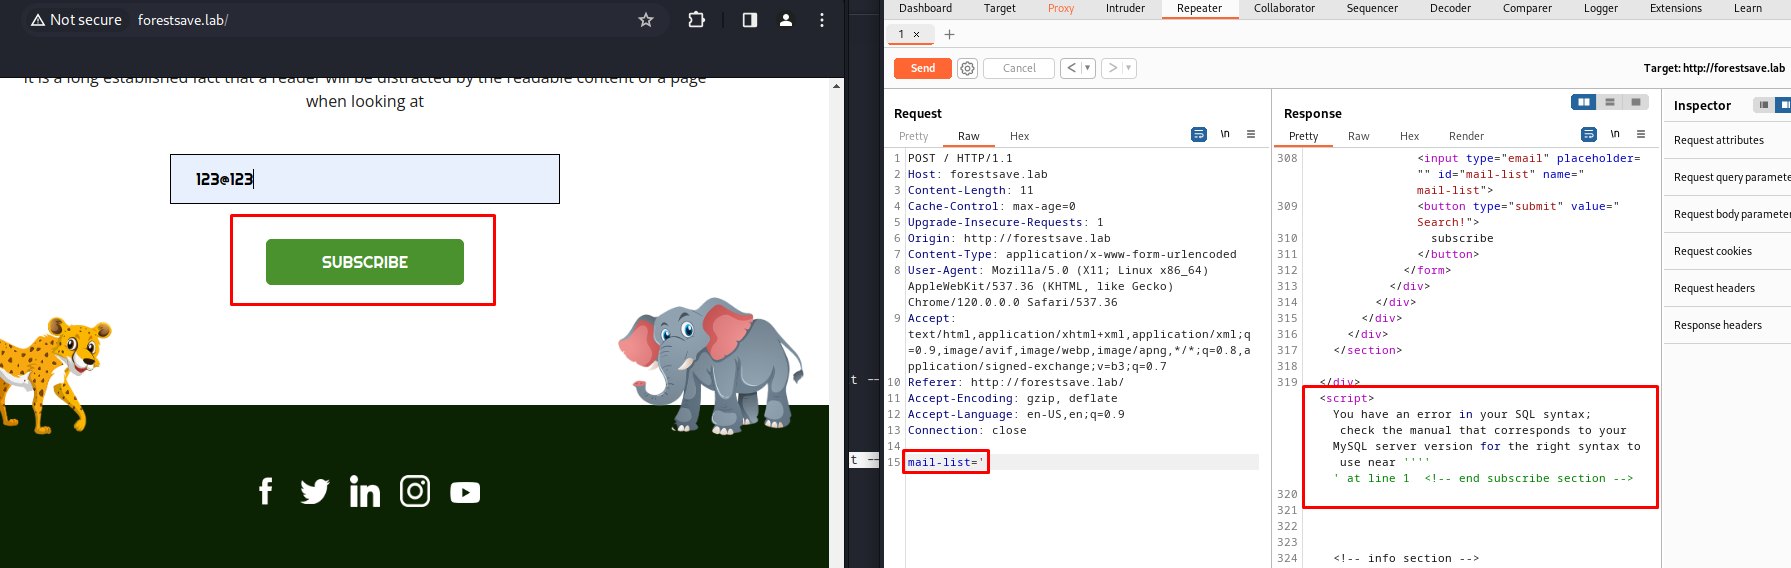 Not secure forestsave.lab/
It is a long established fact that a reader will be distracted by the readable content of a page
when looking at
123@123
SUBSCRIBE
t --
t --
Dashboard Target Proxy Intruder Repeater Collaborator Sequencer Decoder Comparer Logger Extensions Learn
1 × +
Send Cancel < > Target: http://forestsave.lab
Request
Pretty Raw Hex \n
1 POST / HTTP/1.1
2 Host: forestsave.lab
3 Content-Length: 11
4 Cache-Control: max-age=0
5 Upgrade-Insecure-Requests: 1
6 Origin: http://forestsave.lab
7 Content-Type: application/x-www-form-urlencoded
8 User-Agent: Mozilla/5.0 (X11; Linux x86_64)
AppleWebKit/537.36 (KHTML, like Gecko)
Chrome/120.0.0.0 Safari/537.36
9 Accept:
text/html,application/xhtml+xml,application/xml;q
=0.9,image/avif,image/webp,image/apng,*/*;q=0.8,a
pplication/signed-exchange;v=b3;q=0.7
10 Referer: http://forestsave.lab/
11 Accept-Encoding: gzip, deflate
12 Accept-Language: en-US,en;q=0.9
13 Connection: close
14
15 mail-list='
Response
Pretty Raw Hex Render \n
308 <input type="email" placeholder=
"" id="mail-list" name="
mail-list">
309 <button type="submit" value="
Search!">
310 subscribe
311 </button>
312 </form>
313 </div>
314 </div>
315 </div>
316 </div>
317 </section>
318
319 </div>
<script>
You have an error in your SQL syntax;
check the manual that corresponds to your
MySQL server version for the right syntax to
use near ''''
' at line 1 <!-- end subscribe section -->
320
321
322
323
324 <!-- info section -->
Inspector
Request attributes
Request query paramete
Request body parameter
Request cookies
Request headers
Response headers